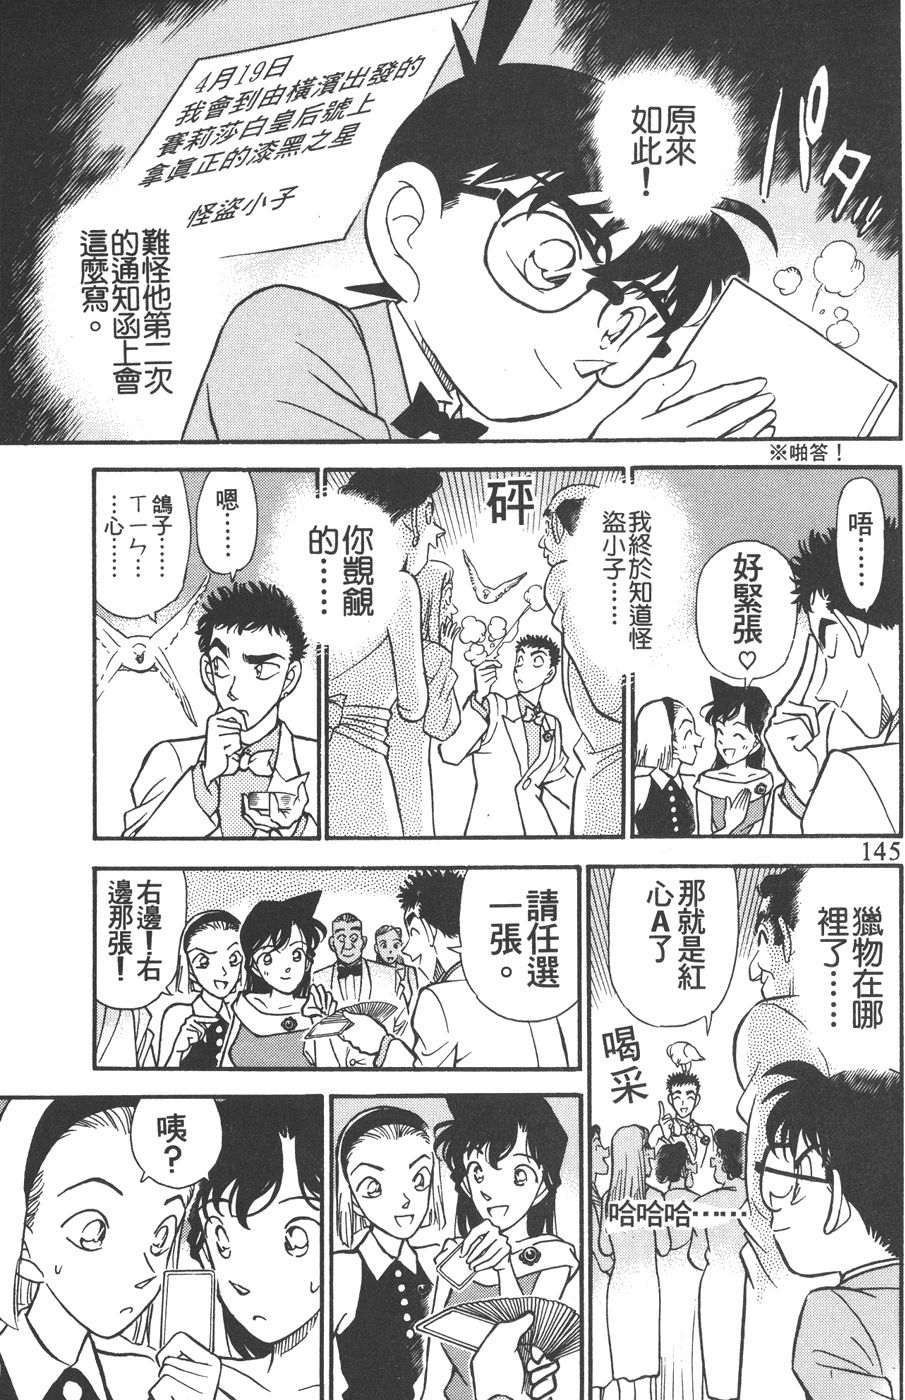 原來
如此！
4月19日
我會到由橫濱出發的
賽莉莎白皇后號上
拿真正的漆黑之星
怪盜小子
難怪他第二次
的通知函上會
這麼寫。
※啪答！
唔……
好緊張♡
我終於知道怪
盜小子……
砰
你覬覦
的……
嗯……
鴿子……
ㄒㄧㄣ
……心……
145
獵物在哪
裡了……
那就是紅
心A了
喝采
哈哈哈……
請任選
一張。
右邊！右
邊那張！
咦？